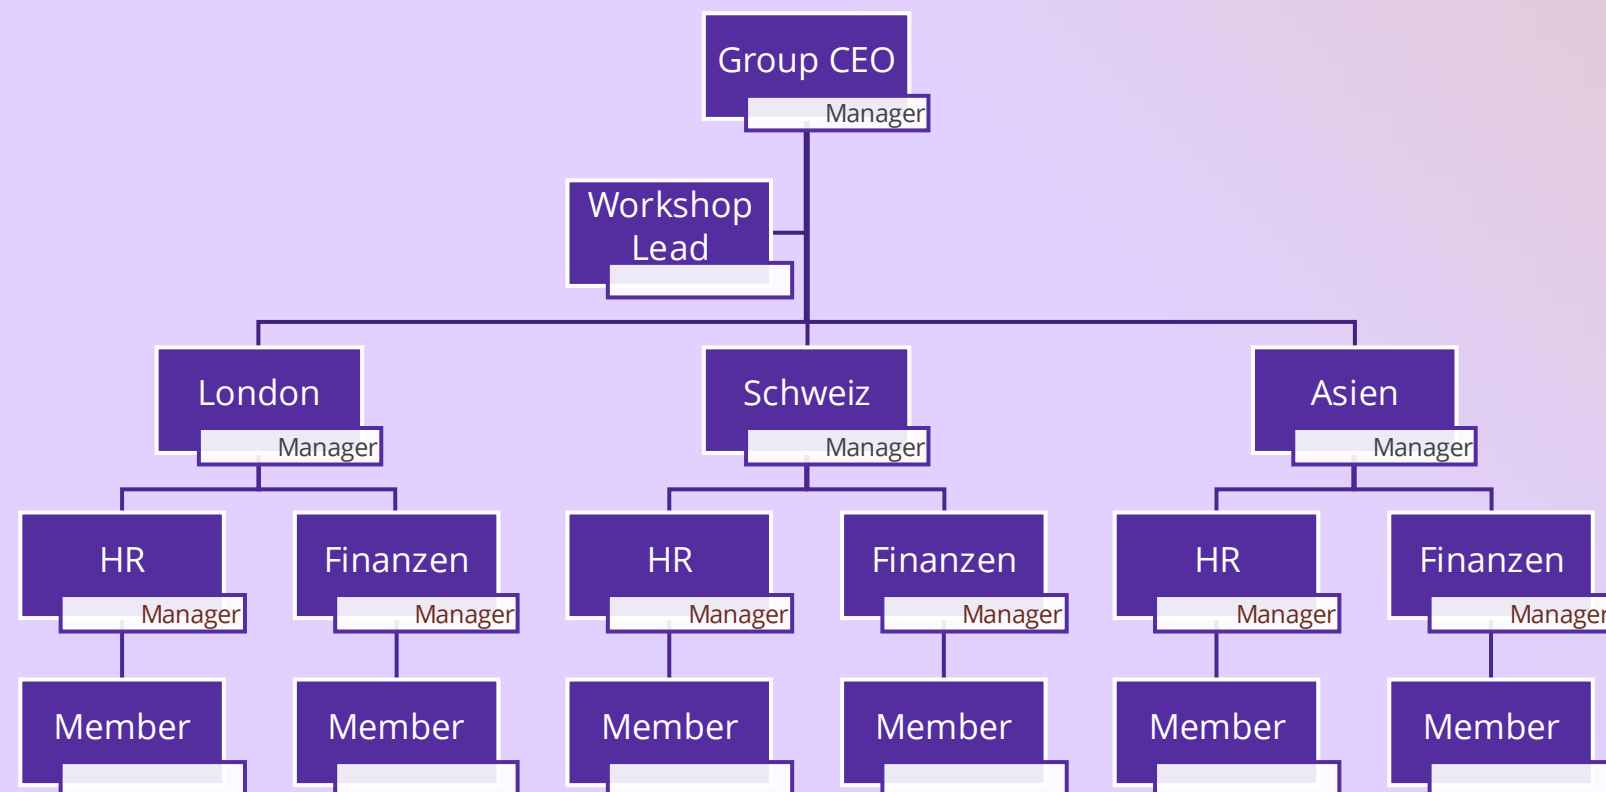 Group CEO
Manager
Workshop
Lead
London
Manager
Schweiz
Manager
Asien
Manager
HR
Manager
Finanzen
Manager
HR
Manager
Finanzen
Manager
HR
Manager
Finanzen
Manager
Member
Member
Member
Member
Member
Member